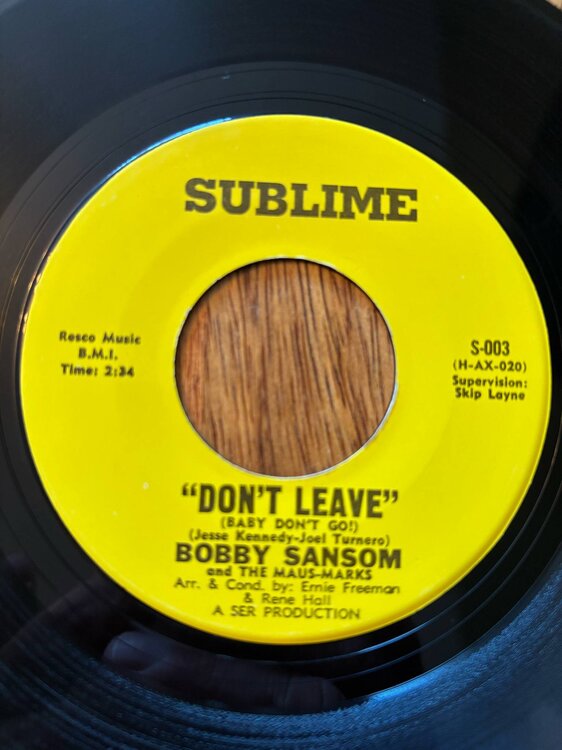 SUBLIME
Resco Music
B.M.I.
Time: 2:34
S-003
(H-AX-020)
Supervision:
Skip Layne
"DON'T LEAVE"
(BABY DON'T GO!)
(Jesse Kennedy-Joel Turnero)
BOBBY SANSOM
and THE MAUS-MARKS
Arr. & Cond. by: Ernie Freeman
& Rene Hall
A SER PRODUCTION